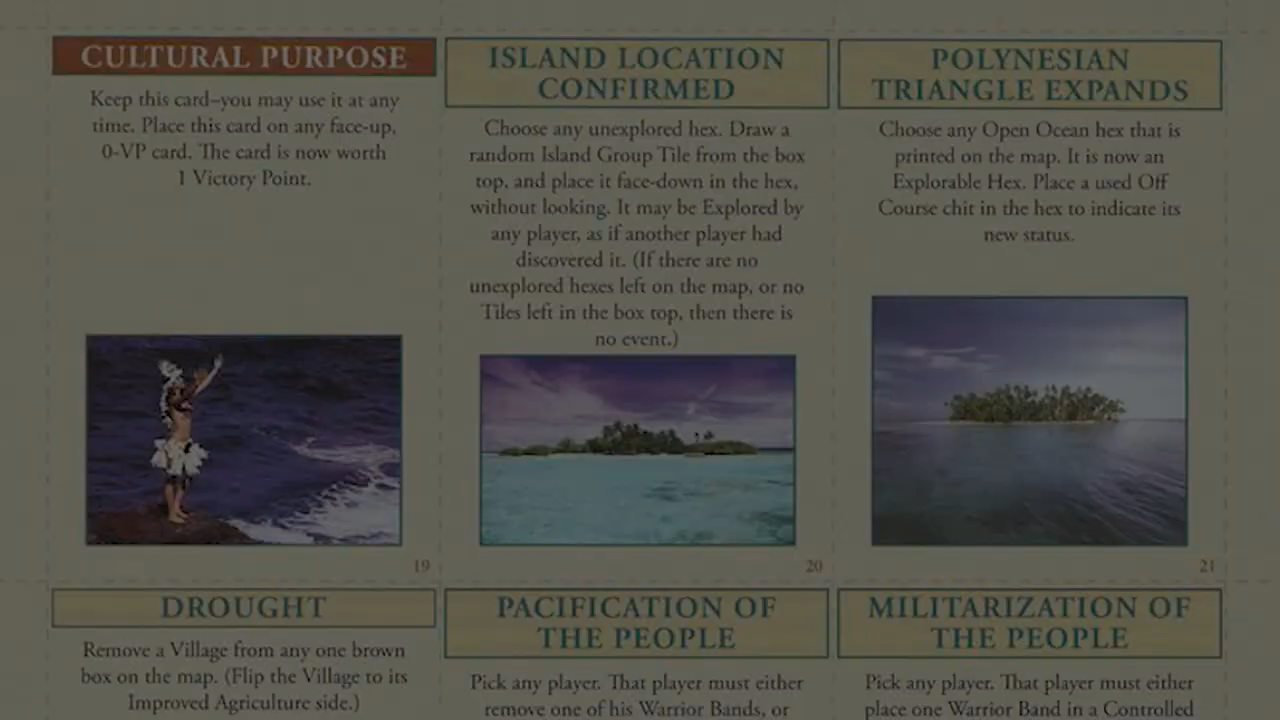 CULTURAL PURPOSE
Keep this card–you may use it at any
time. Place this card on any face-up,
0-VP card. The card is now worth
1 Victory Point.
19
ISLAND LOCATION
CONFIRMED
Choose any unexplored hex. Draw a
random Island Group Tile from the box
top, and place it face-down in the hex,
without looking. It may be Explored by
any player, as if another player had
discovered it. (If there are no
unexplored hexes left on the map, or no
Tiles left in the box top, then there is
no event.)
20
POLYNESIAN
TRIANGLE EXPANDS
Choose any Open Ocean hex that is
printed on the map. It is now an
Explorable Hex. Place a used Off
Course chit in the hex to indicate its
new status.
21
DROUGHT
Remove a Village from any one brown
box on the map. (Flip the Village to its
Improved Agriculture side.)
PACIFICATION OF
THE PEOPLE
Pick any player. That player must either
remove one of his Warrior Bands, or
MILITARIZATION OF
THE PEOPLE
Pick any player. That player must either
place one Warrior Band in a Controlled